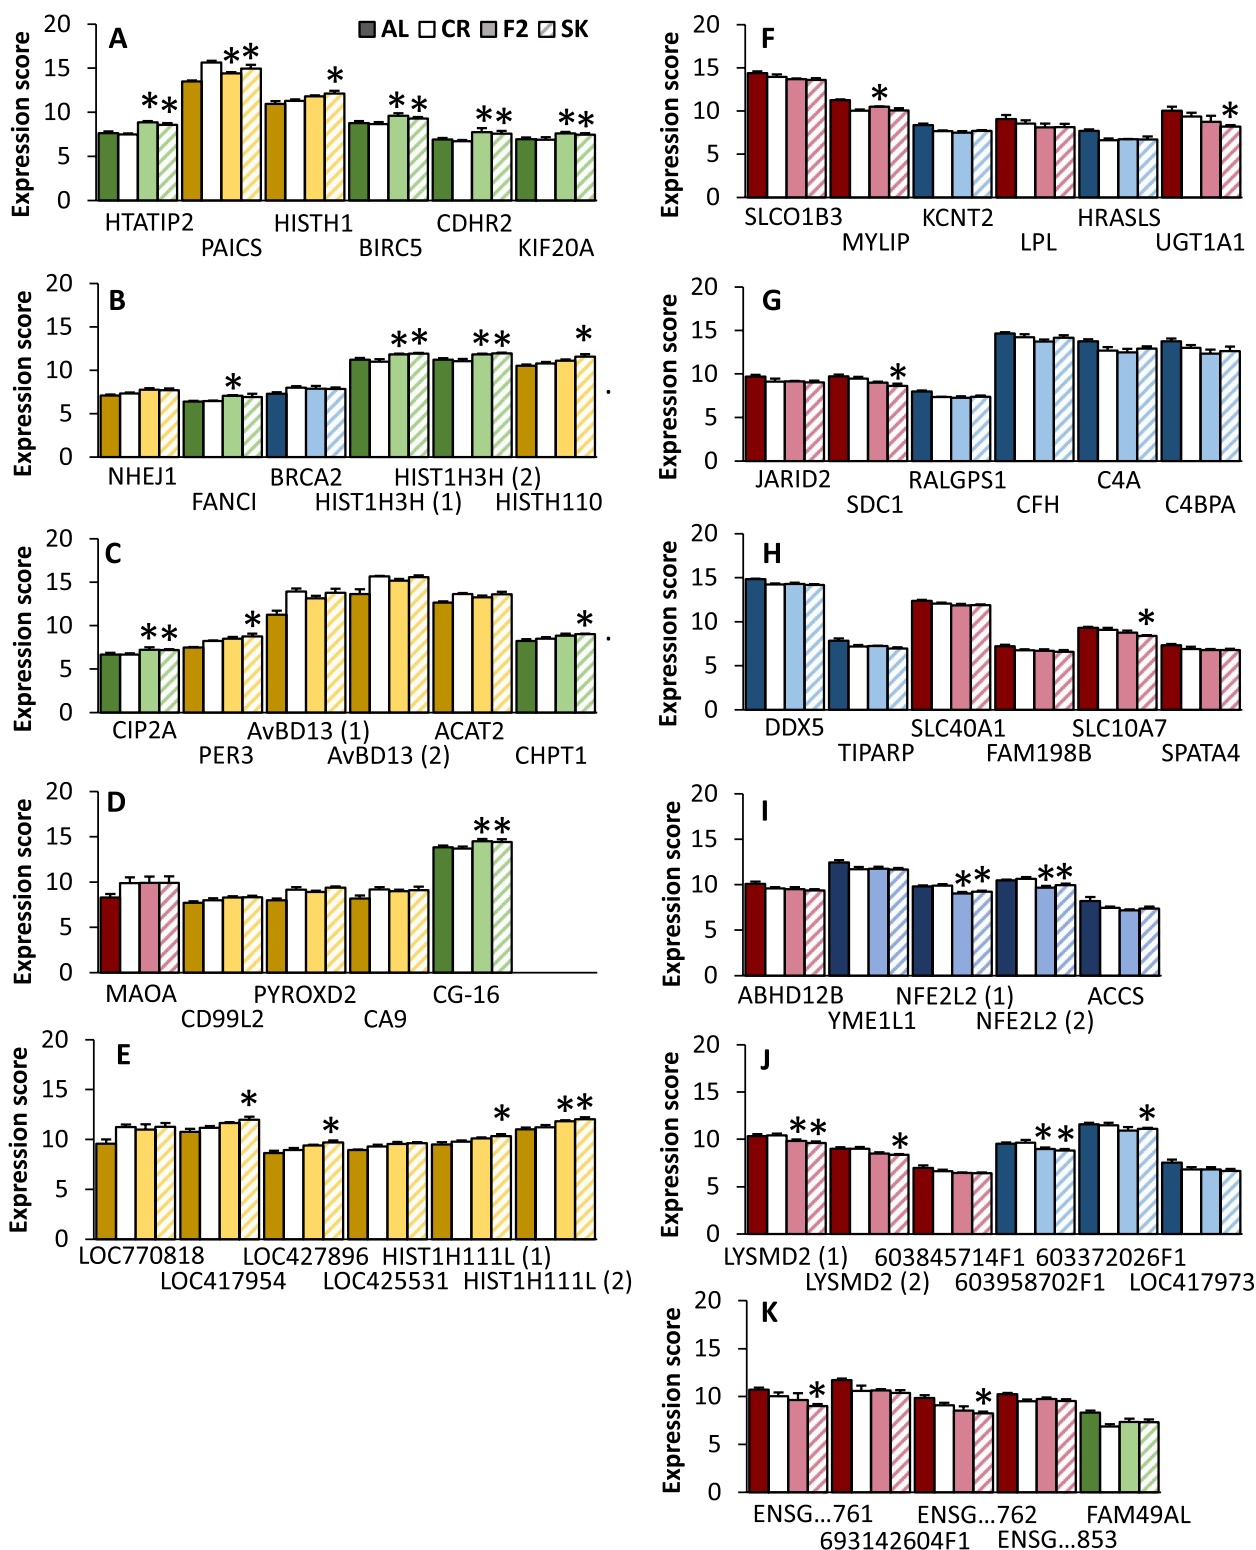 A
AL CR F2 SK
Expression score
20
15
10
5
0
* * * * * * * * * * *
HTATIP2 HISTH1 CDHR2
PAICS BIRC5 KIF20A
B
Expression score
20
15
10
5
0
* * * * * *
NHEJ1 BRCA2 HIST1H3H (2)
FANCI HIST1H3H (1) HISTH110
C
Expression score
20
15
10
5
0
* * * *
CIP2A AvBD13 (1) ACAT2
PER3 AvBD13 (2) CHPT1
D
Expression score
20
15
10
5
0
* *
MAOA PYROXD2 CG-16
CD99L2 CA9
E
Expression score
20
15
10
5
0
* * * * *
LOC770818 LOC427896 HIST1H111L (1)
LOC417954 LOC425531 HIST1H111L (2)
F
Expression score
20
15
10
5
0
* *
SLCO1B3 KCNT2 HRASLS
MYLIP LPL UGT1A1
G
Expression score
20
15
10
5
0
*
JARID2 RALGPS1 C4A
SDC1 CFH C4BPA
H
Expression score
20
15
10
5
0
*
DDX5 SLC40A1 SLC10A7
TIPARP FAM198B SPATA4
I
Expression score
20
15
10
5
0
* * * *
ABHD12B NFE2L2 (1) ACCS
YME1L1 NFE2L2 (2)
J
Expression score
20
15
10
5
0
* * * * * *
LYSMD2 (1) 603845714F1 603372026F1
LYSMD2 (2) 603958702F1 LOC417973
K
Expression score
20
15
10
5
0
* *
ENSG...761 ENSG...762 FAM49AL
693142604F1 ENSG...853